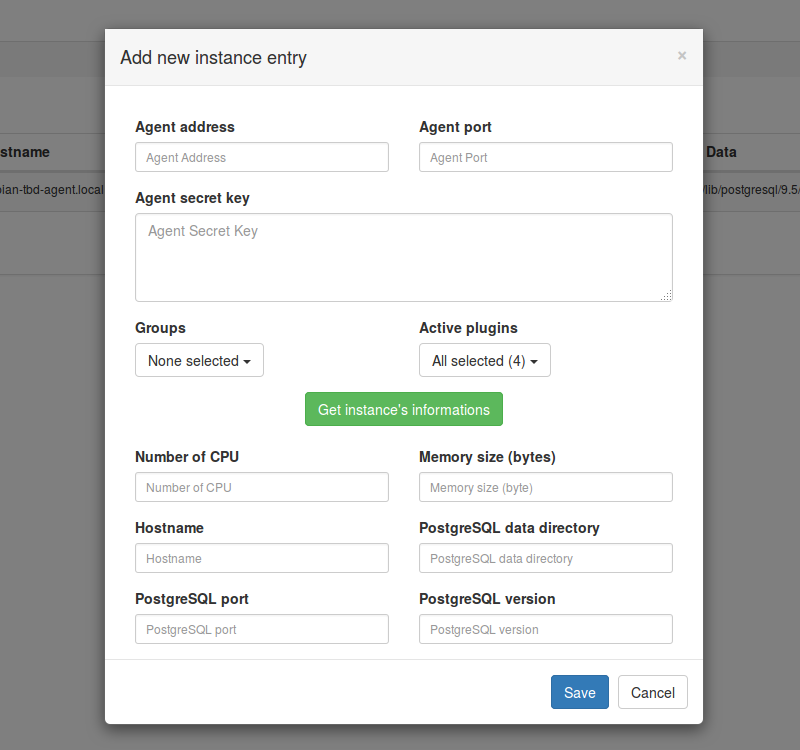 Add new instance entry ×
Agent address Agent port
Agent Address Agent Port
Agent secret key
Agent Secret Key
Groups Active plugins
None selected All selected (4)
Get instance's informations
Number of CPU Memory size (bytes)
Number of CPU Memory size (byte)
Hostname PostgreSQL data directory
Hostname PostgreSQL data directory
PostgreSQL port PostgreSQL version
PostgreSQL port PostgreSQL version
Save Cancel
stname Data
ian-tbd-agent.local /lib/postgresql/9.5/